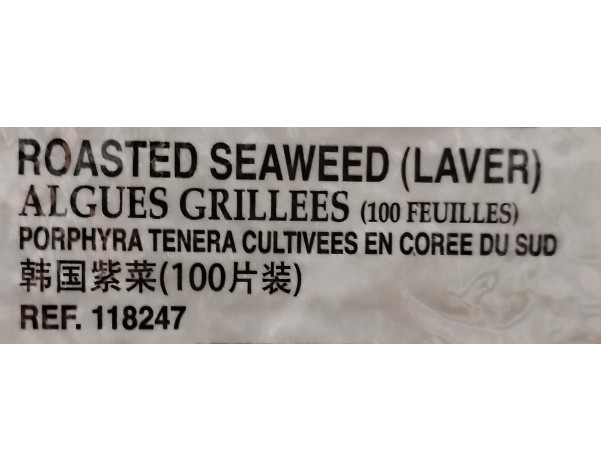 ROASTED SEAWEED (LAVER)
ALGUES GRILLEES (100 FEUILLES)
PORPHYRA TENERA CULTIVEES EN COREE DU SUD
韩国紫菜(100片装)
REF. 118247